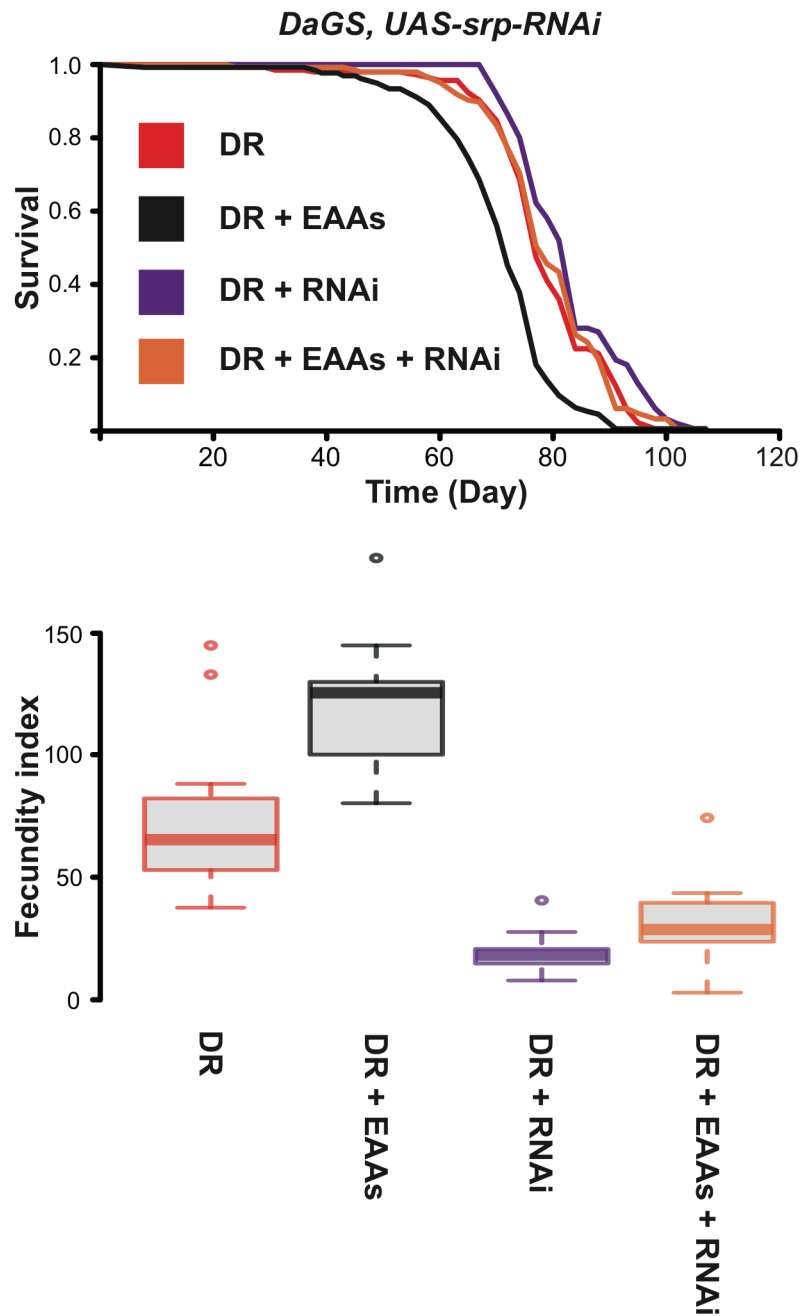 DaGS, UAS-srp-RNAi
1.0
0.8
0.6
0.4
0.2
Survival
DR
DR + EAAs
DR + RNAi
DR + EAAs + RNAi
20 40 60 80 100 120
Time (Day)
150
100
50
0
Fecundity index
DR
DR + EAAs
DR + RNAi
DR + EAAs + RNAi